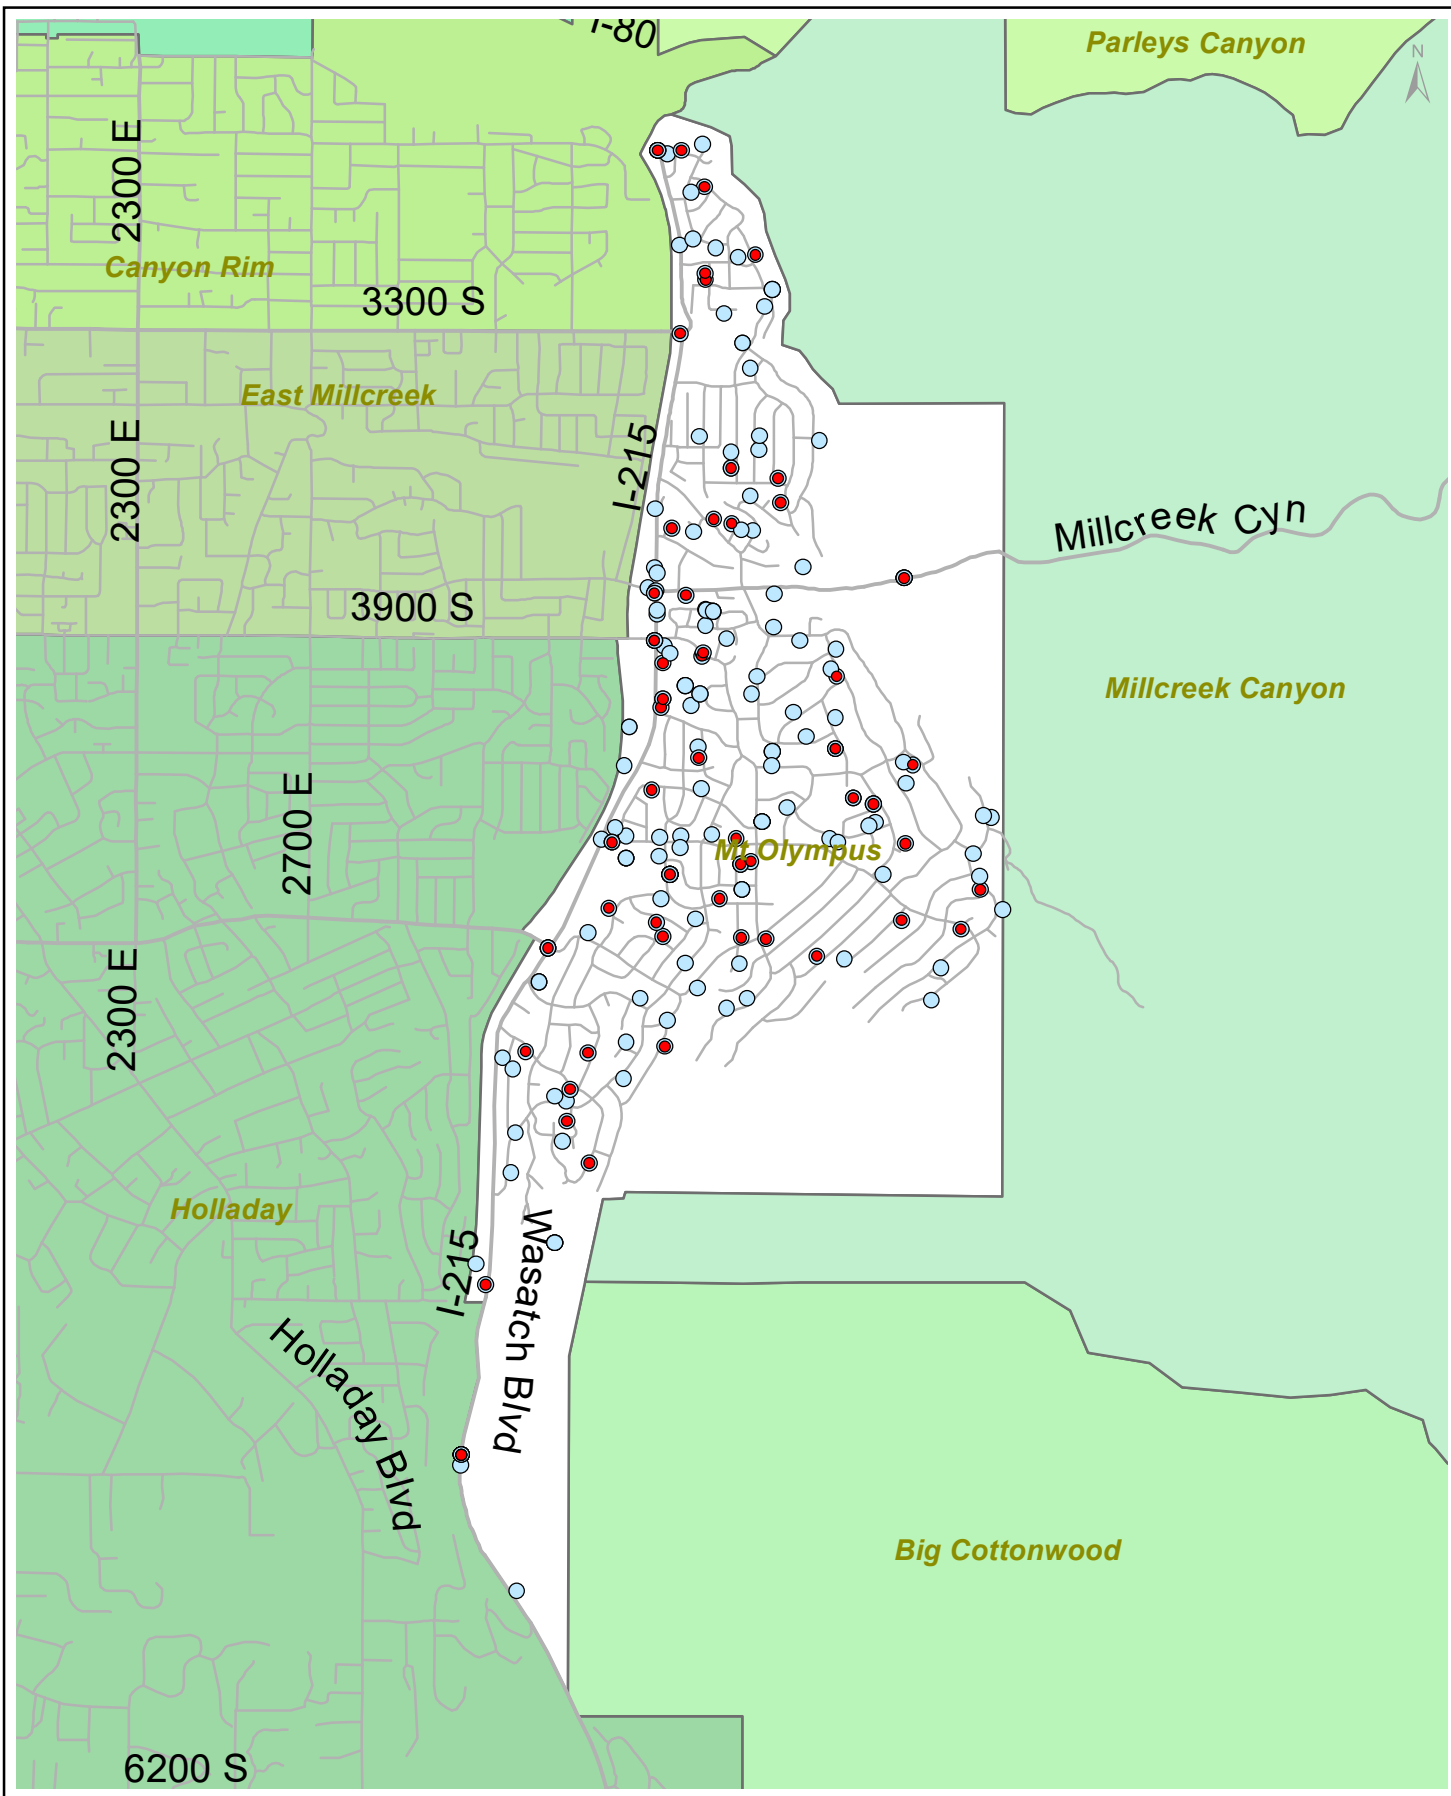 I-80
Parleys Canyon
N
2300 E
Canyon Rim
3300 S
East Millcreek
2300 E
I-215
Millcreek Cyn
3900 S
Millcreek Canyon
2700 E
Mt Olympus
2300 E
Holladay
I-215
Wasatch Blvd
Holladay Blvd
Big Cottonwood
6200 S